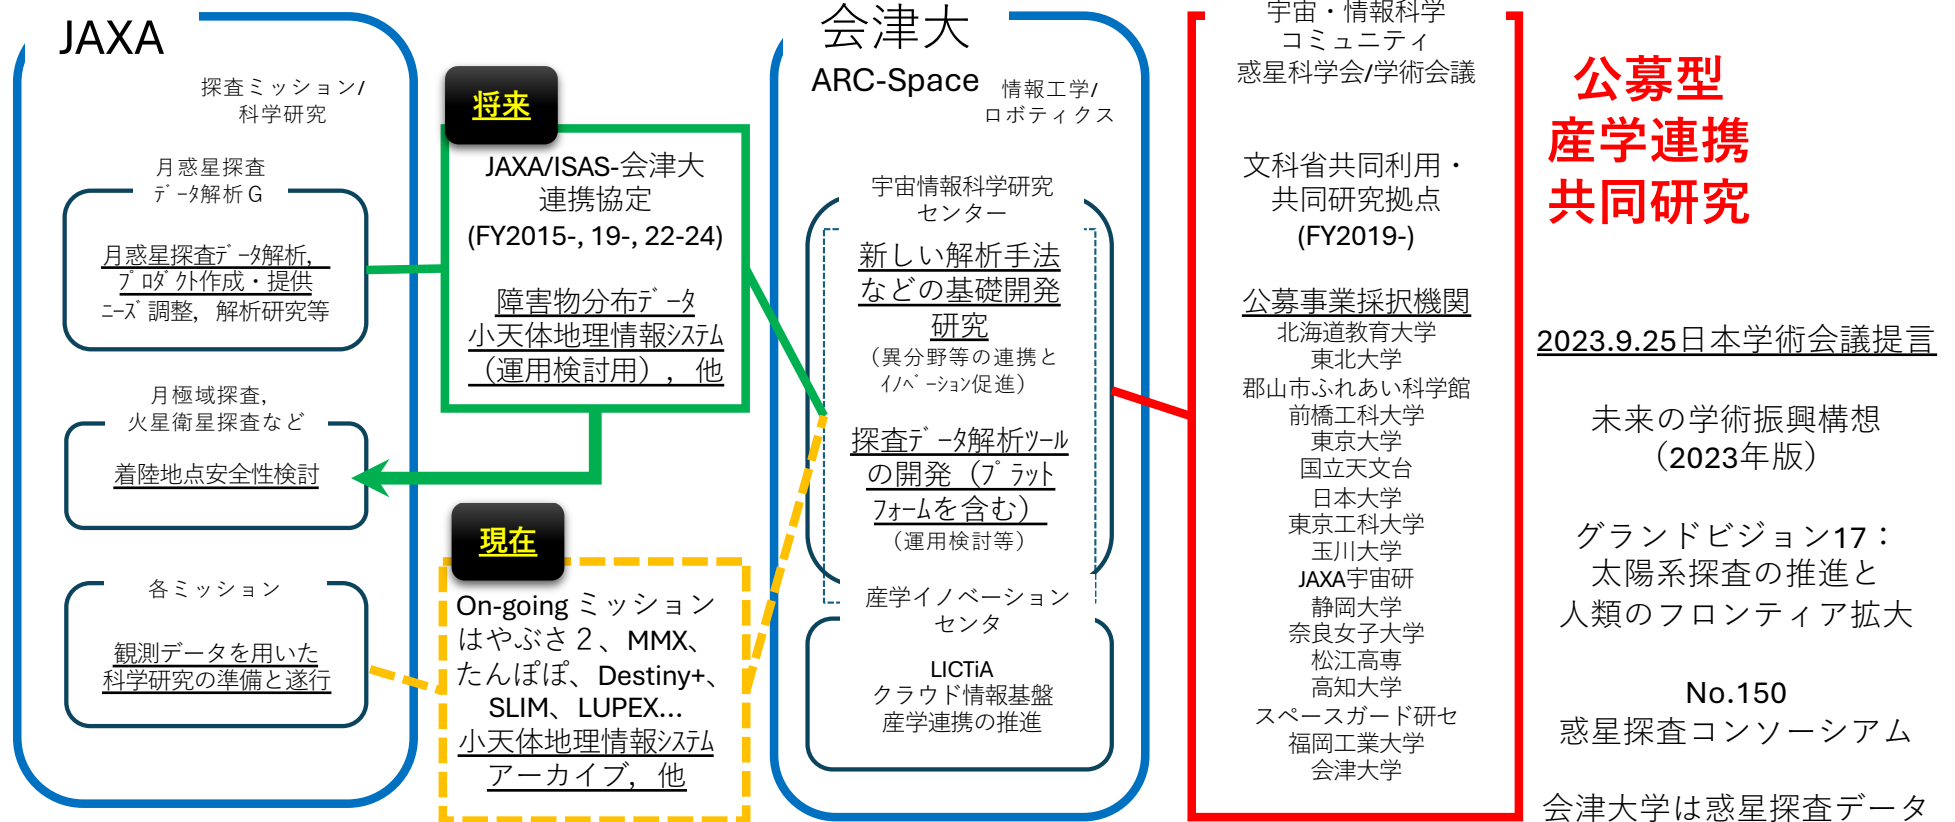 JAXA
探査ミッション/
科学研究
月惑星探査
ﾃﾞｰﾀ解析Ｇ
月惑星探査ﾃﾞｰﾀ解析,
ﾌﾟﾛﾀﾞｸﾄ作成・提供
ﾆｰｽﾞ調整，解析研究等
月極域探査,
火星衛星探査など
着陸地点安全性検討
各ミッション
観測データを用いた
科学研究の準備と遂行
将来
JAXA/ISAS-会津大
連携協定
(FY2015-, 19-, 22-24)
障害物分布ﾃﾞｰﾀ
小天体地理情報ｼｽﾃﾑ
（運用検討用）, 他
現在
On-going ミッション
はやぶさ２、MMX、
たんぽぽ、Destiny+、
SLIM、LUPEX…
小天体地理情報ｼｽﾃﾑ
アーカイブ, 他
会津大
ARC-Space
情報工学/
ロボティクス
宇宙情報科学研究
センター
新しい解析手法
などの基礎開発
研究
（異分野等の連携と
ｲﾉﾍﾞｰｼｮﾝ促進）
探査ﾃﾞｰﾀ解析ﾂｰﾙ
の開発（ﾌﾟﾗｯﾄ
ﾌｫｰﾑを含む）
（運用検討等）
産学イノベーション
センタ
LICTiA
クラウド情報基盤
産学連携の推進
宇宙・情報科学
コミュニティ
惑星科学会/学術会議
文科省共同利用・
共同研究拠点
(FY2019-)
公募事業採択機関
北海道教育大学
東北大学
郡山市ふれあい科学館
前橋工科大学
東京大学
国立天文台
日本大学
東京工科大学
玉川大学
JAXA宇宙研
静岡大学
奈良女子大学
松江高専
高知大学
スペースガード研セ
福岡工業大学
会津大学
公募型
産学連携
共同研究
2023.9.25日本学術会議提言
未来の学術振興構想
（2023年版）
グランドビジョン17：
太陽系探査の推進と
人類のフロンティア拡大
No.150
惑星探査コンソーシアム
会津大学は惑星探査データ